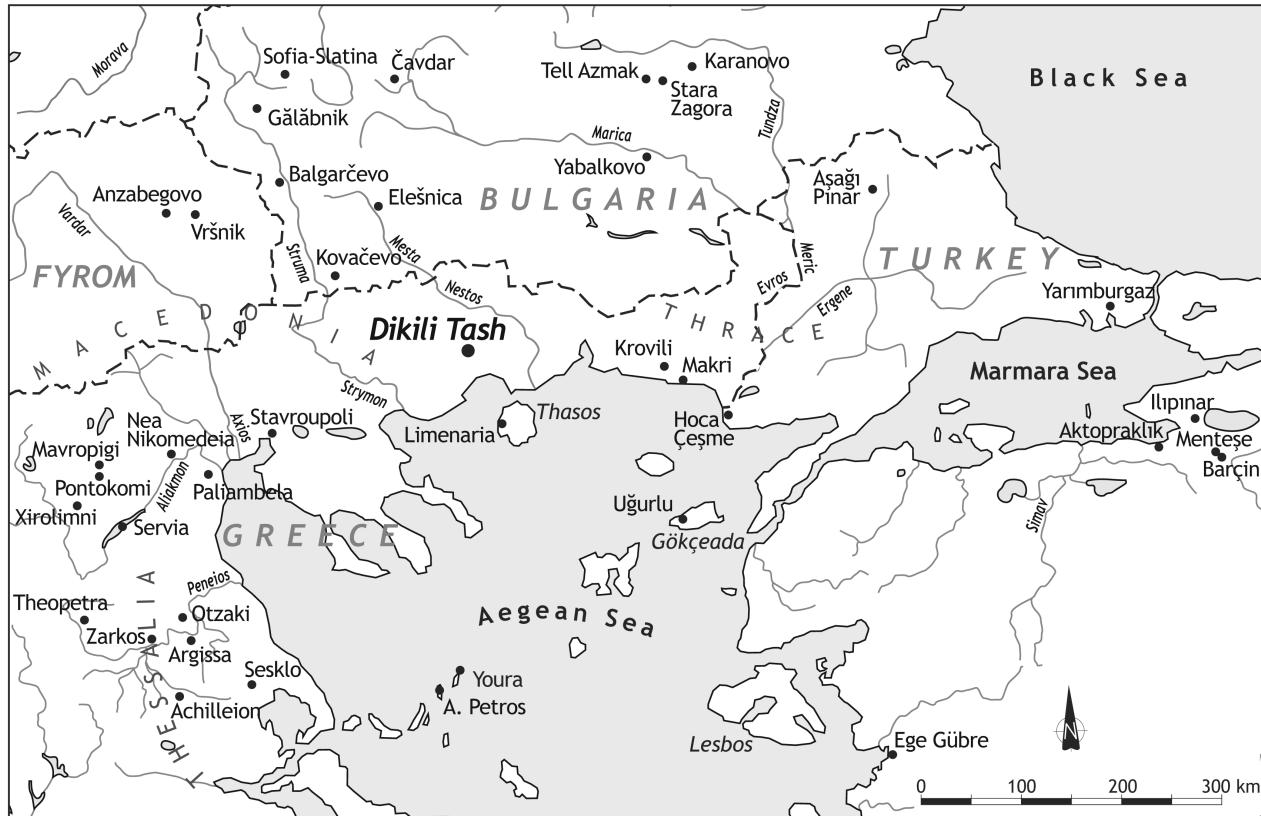 Morava
Sofia-Slatina
Čavdar
Gălăbnik
Tell Azmak
Karanovo
Stara
Zagora
Tundza
Black Sea
Marica
Yabalkovo
Balgarčevo
Elešnica
BULGARIA
Aşağı
Pınar
Anzabegovo
Vršnik
Vardar
FYROM
Struma
Kovačevo
Mesta
Nestos
Meric
Evros
Ergene
TURKEY
Yarımburgaz
MACEDONIA
Dikili Tash
THRACE
Krovili
Makri
Marmara Sea
Strymon
Thasos
Limenaria
Hoca
Çeşme
Ilıpınar
Aktopraklık
Menteşe
Barçin
Axios
Stavroupoli
Nea
Nikomedeia
Mavropigi
Pontokomi
Aliakmon
Paliambela
Xirolimni
Servia
GREECE
Uğurlu
Gökçeada
Simav
Peneios
Theopetra
Otzaki
Zarkos
Argissa
THESSALIA
Aegean Sea
Sesklo
Achilleion
Youra
A. Petros
Lesbos
Ege Gübre
N
0 100 200 300 km